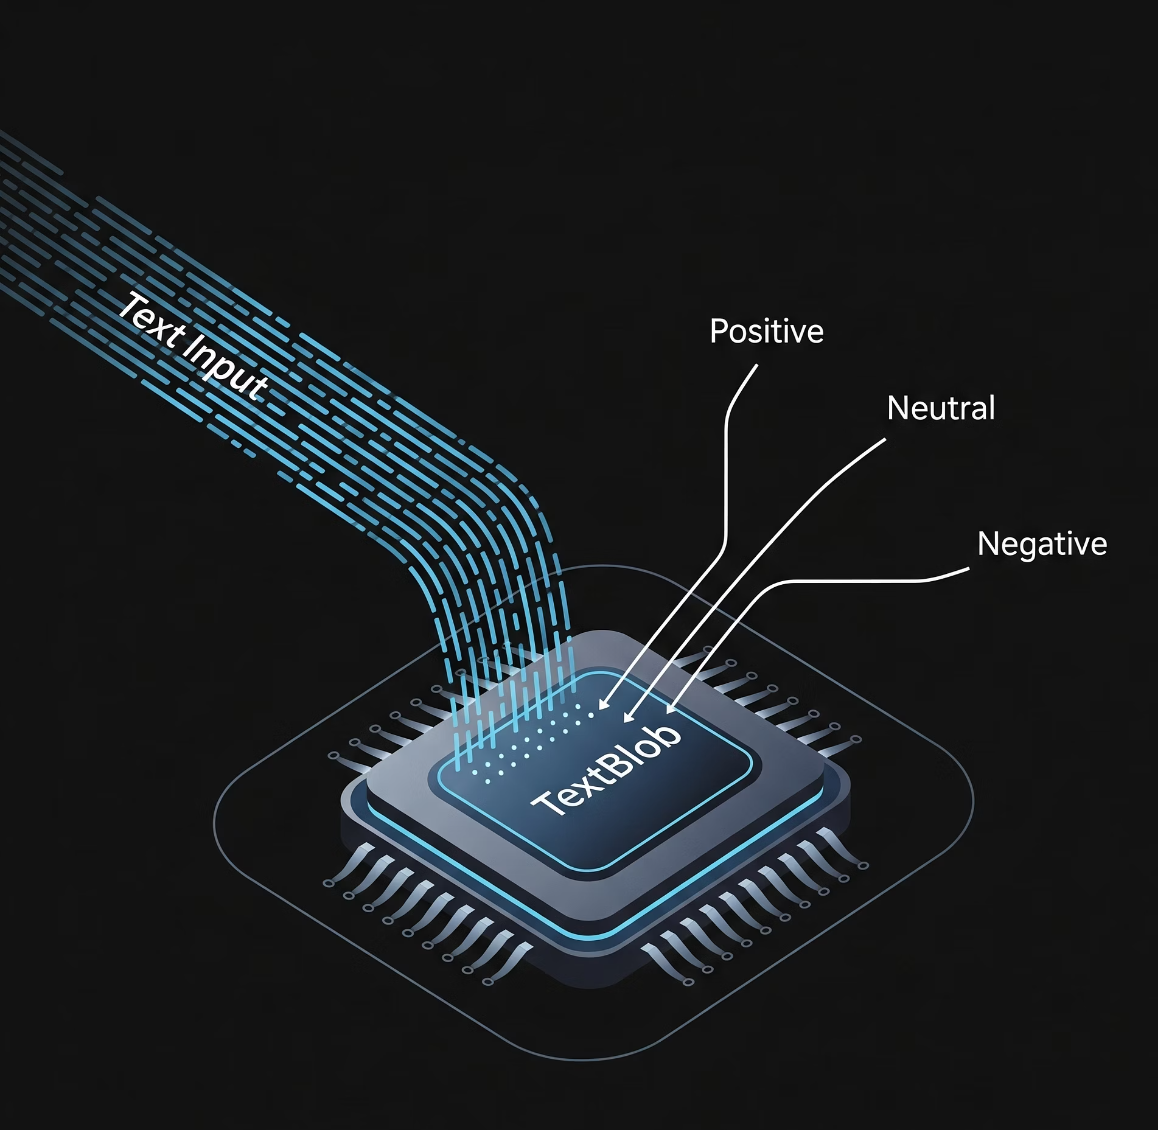 Text Input
Positive
Neutral
Negative
TextBlob